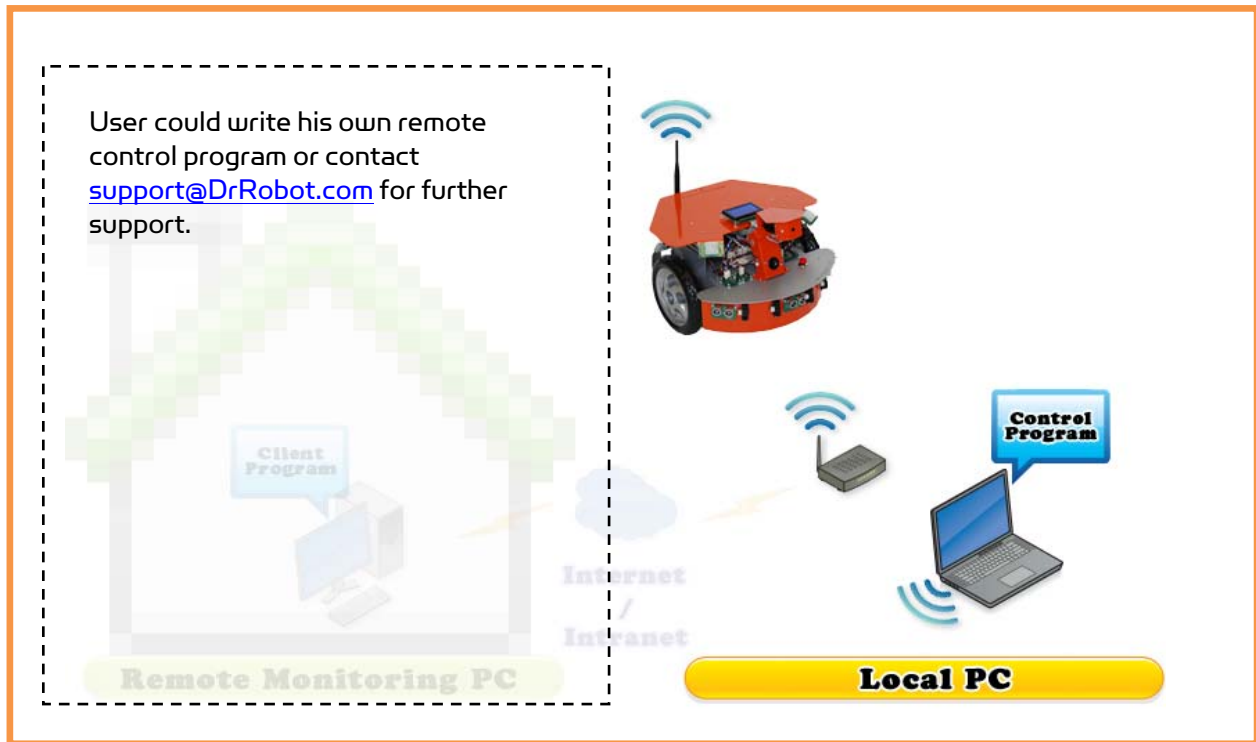 User could write his own remote
control program or contact
support@DrRobot.com for further
support.
Control
Program
Client
Program
Internet
/
Intranet
Remote Monitoring PC
Local PC